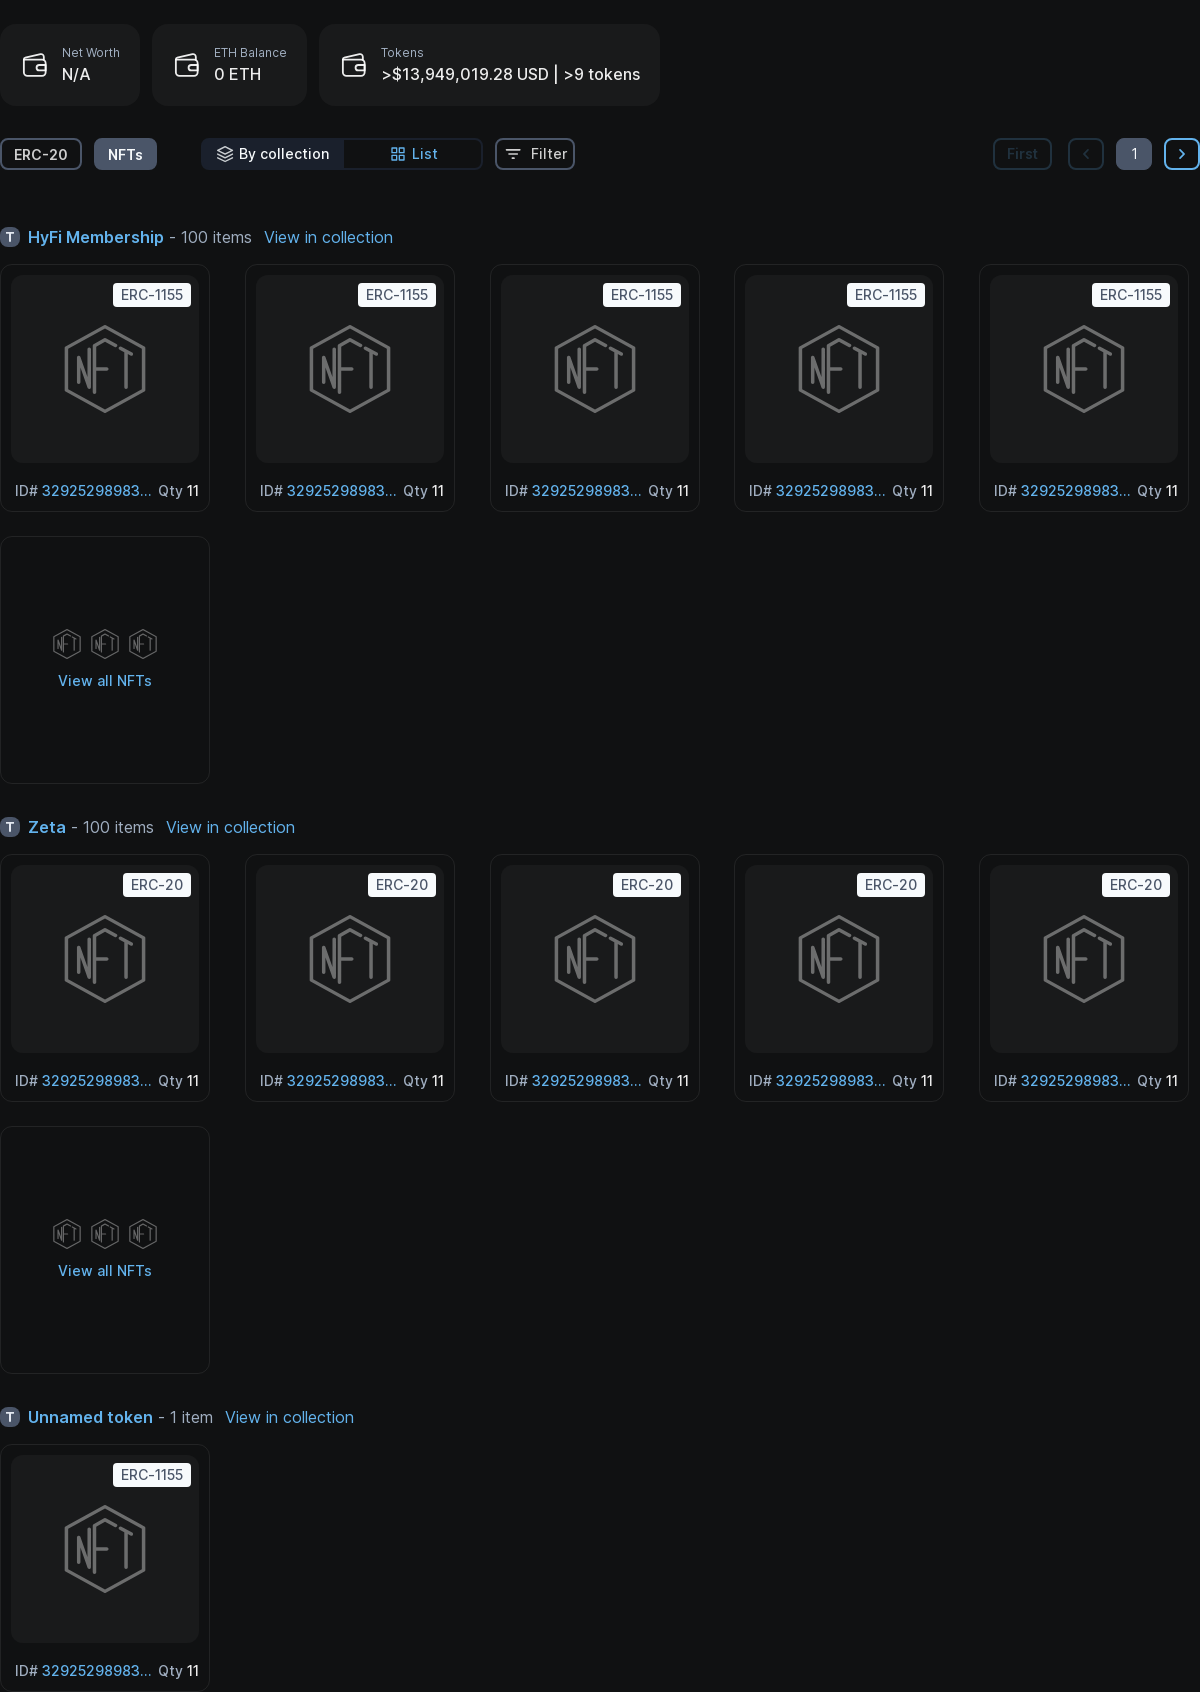 Net Worth
N/A
ETH Balance
0 ETH
Tokens
>$13,949,019.28 USD | >9 tokens
ERC-20 NFTs By collection List Filter First 1
T HyFi Membership - 100 items View in collection
ERC-1155 ERC-1155 ERC-1155 ERC-1155 ERC-1155
NFT NFT NFT NFT NFT
ID# 32925298983... Qty 11 ID# 32925298983... Qty 11 ID# 32925298983... Qty 11 ID# 32925298983... Qty 11 ID# 32925298983... Qty 11
NFT NFT NFT
View all NFTs
T Zeta - 100 items View in collection
ERC-20 ERC-20 ERC-20 ERC-20 ERC-20
NFT NFT NFT NFT NFT
ID# 32925298983... Qty 11 ID# 32925298983... Qty 11 ID# 32925298983... Qty 11 ID# 32925298983... Qty 11 ID# 32925298983... Qty 11
NFT NFT NFT
View all NFTs
T Unnamed token - 1 item View in collection
ERC-1155
NFT
ID# 32925298983... Qty 11